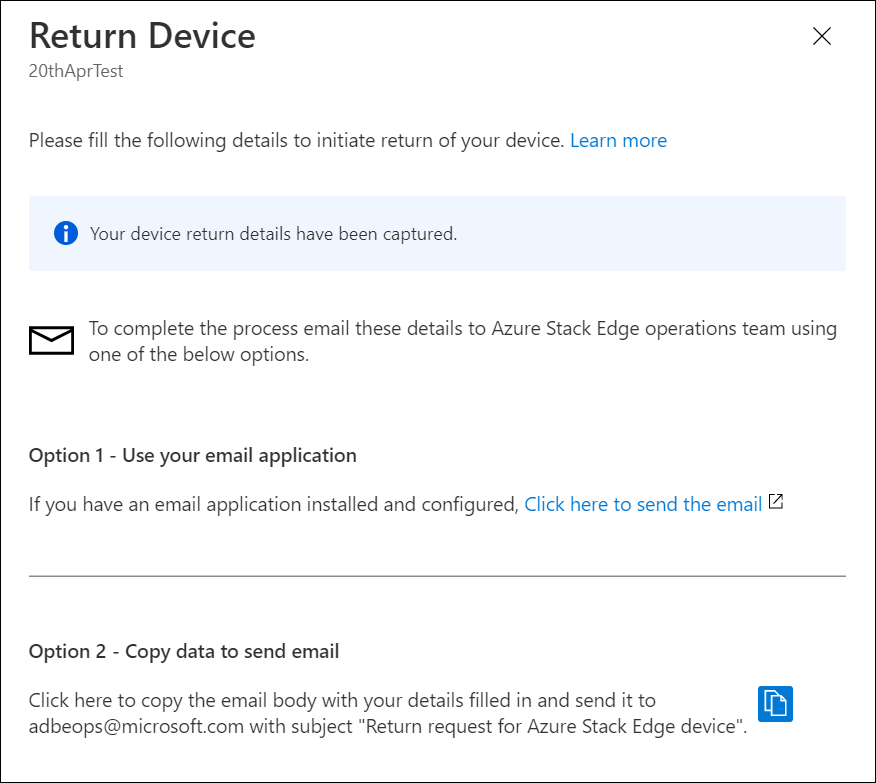 Return Device
20thAprTest
Please fill the following details to initiate return of your device. Learn more
Your device return details have been captured.
To complete the process email these details to Azure Stack Edge operations team using
one of the below options.
Option 1 - Use your email application
If you have an email application installed and configured, Click here to send the email
Option 2 - Copy data to send email
Click here to copy the email body with your details filled in and send it to
adbeops@microsoft.com with subject "Return request for Azure Stack Edge device".